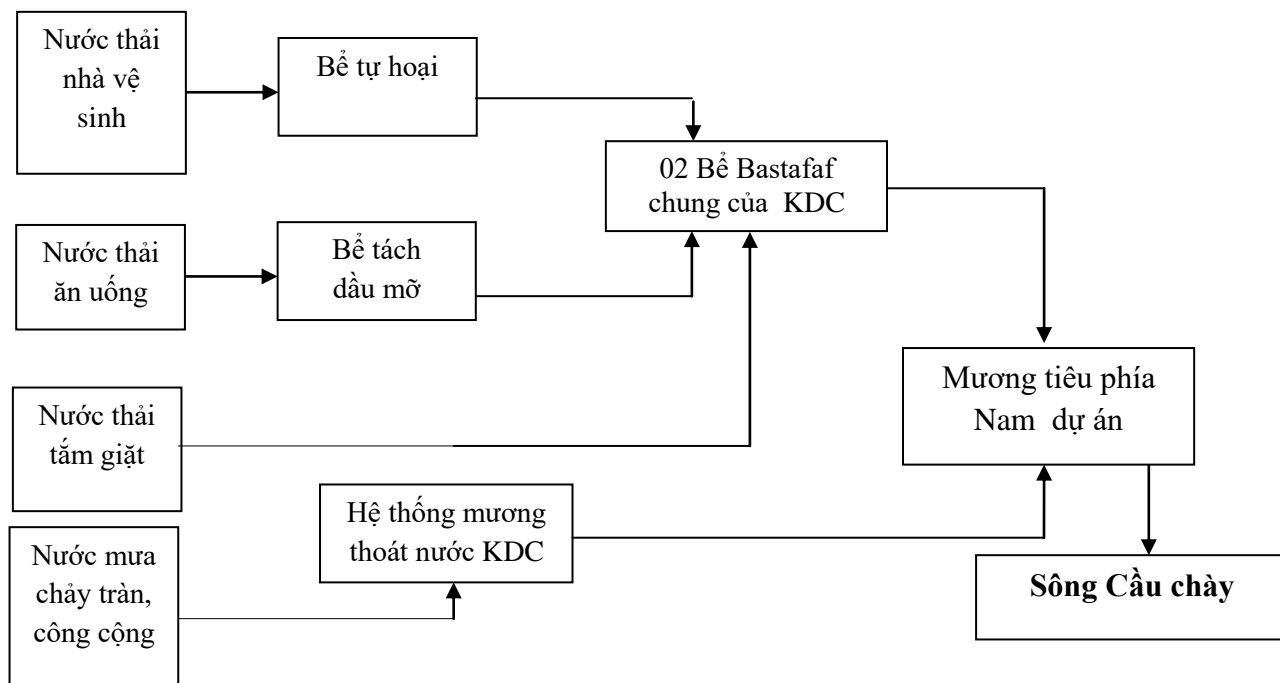 Nước thải
nhà vệ
sinh
Bể tự hoại
02 Bể Bastafaf
chung của KDC
Nước thải
ăn uống
Bể tách
dầu mỡ
Mương tiêu phía
Nam dự án
Nước thải
tắm giặt
Hệ thống mương
thoát nước KDC
Nước mưa
chảy tràn,
công cộng
Sông Cầu chày